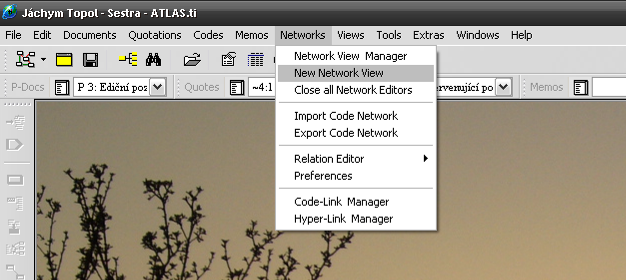 Jáchym Topol - Sestra - ATLAS.ti
File Edit Documents Quotations Codes Memos Networks Views Tools Extras Windows Help
Network View Manager
New Network View
Close all Network Editors
Import Code Network
Export Code Network
Relation Editor
Preferences
Code-Link Manager
Hyper-Link Manager
P-Docs P 3: Ediční pos Quotes ~4:1 ervenující po Memos